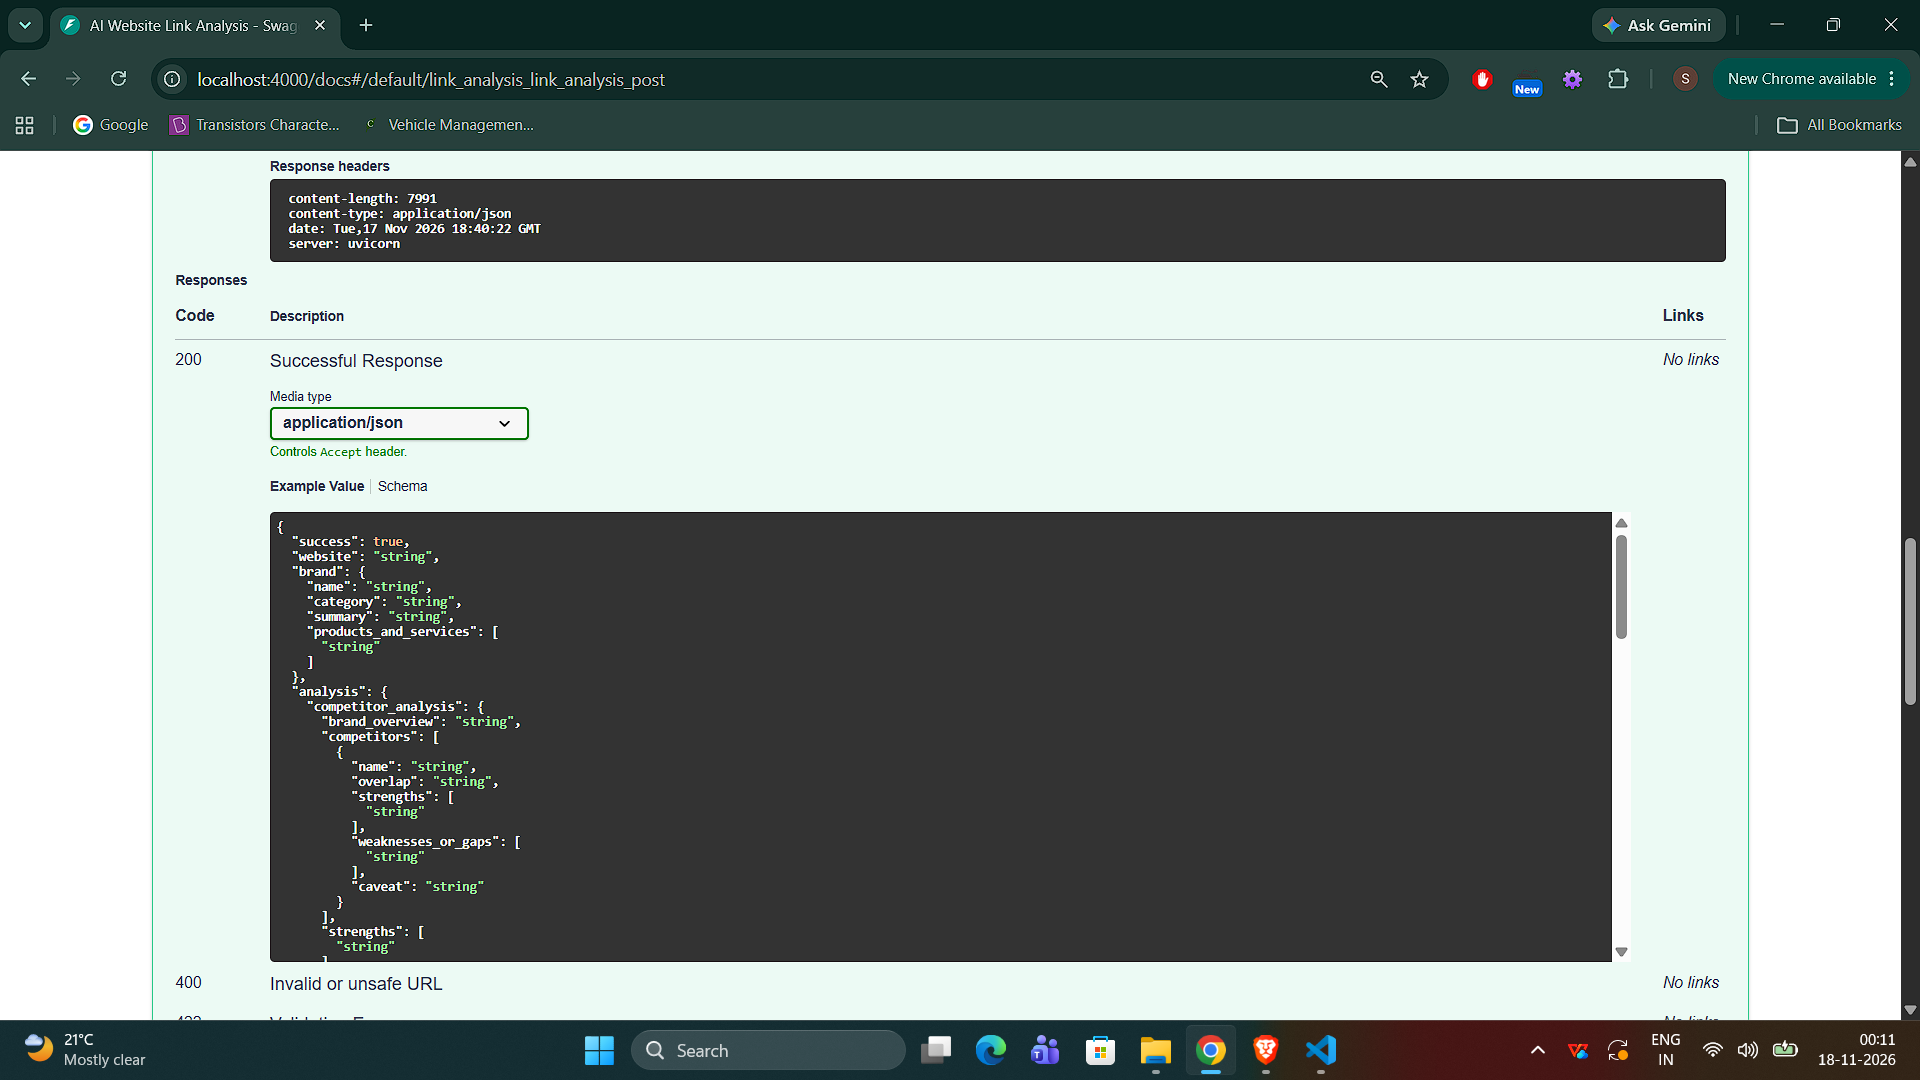 AI Website Link Analysis - Swag
Ask Gemini
localhost:4000/docs#/default/link_analysis_link_analysis_post
New
S
New Chrome available
Google
Transistors Characte...
C
Vehicle Managemen...
All Bookmarks
Response headers
content-length: 7991
content-type: application/json
date: Tue,17 Nov 2026 18:40:22 GMT
server: uvicorn
Responses
Code Description Links
200 Successful Response No links
Media type
application/json
Controls Accept header.
Example Value Schema
{
"success": true,
"website": "string",
"brand": {
"name": "string",
"category": "string",
"summary": "string",
"products_and_services": [
"string"
]
},
"analysis": {
"competitor_analysis": {
"brand_overview": "string",
"competitors": [
{
"name": "string",
"overlap": "string",
"strengths": [
"string"
],
"weaknesses_or_gaps": [
"string"
],
"caveat": "string"
}
],
"strengths": [
"string"
400 Invalid or unsafe URL No links
21°C
Mostly clear
Search
ENG
IN
00:11
18-11-2026